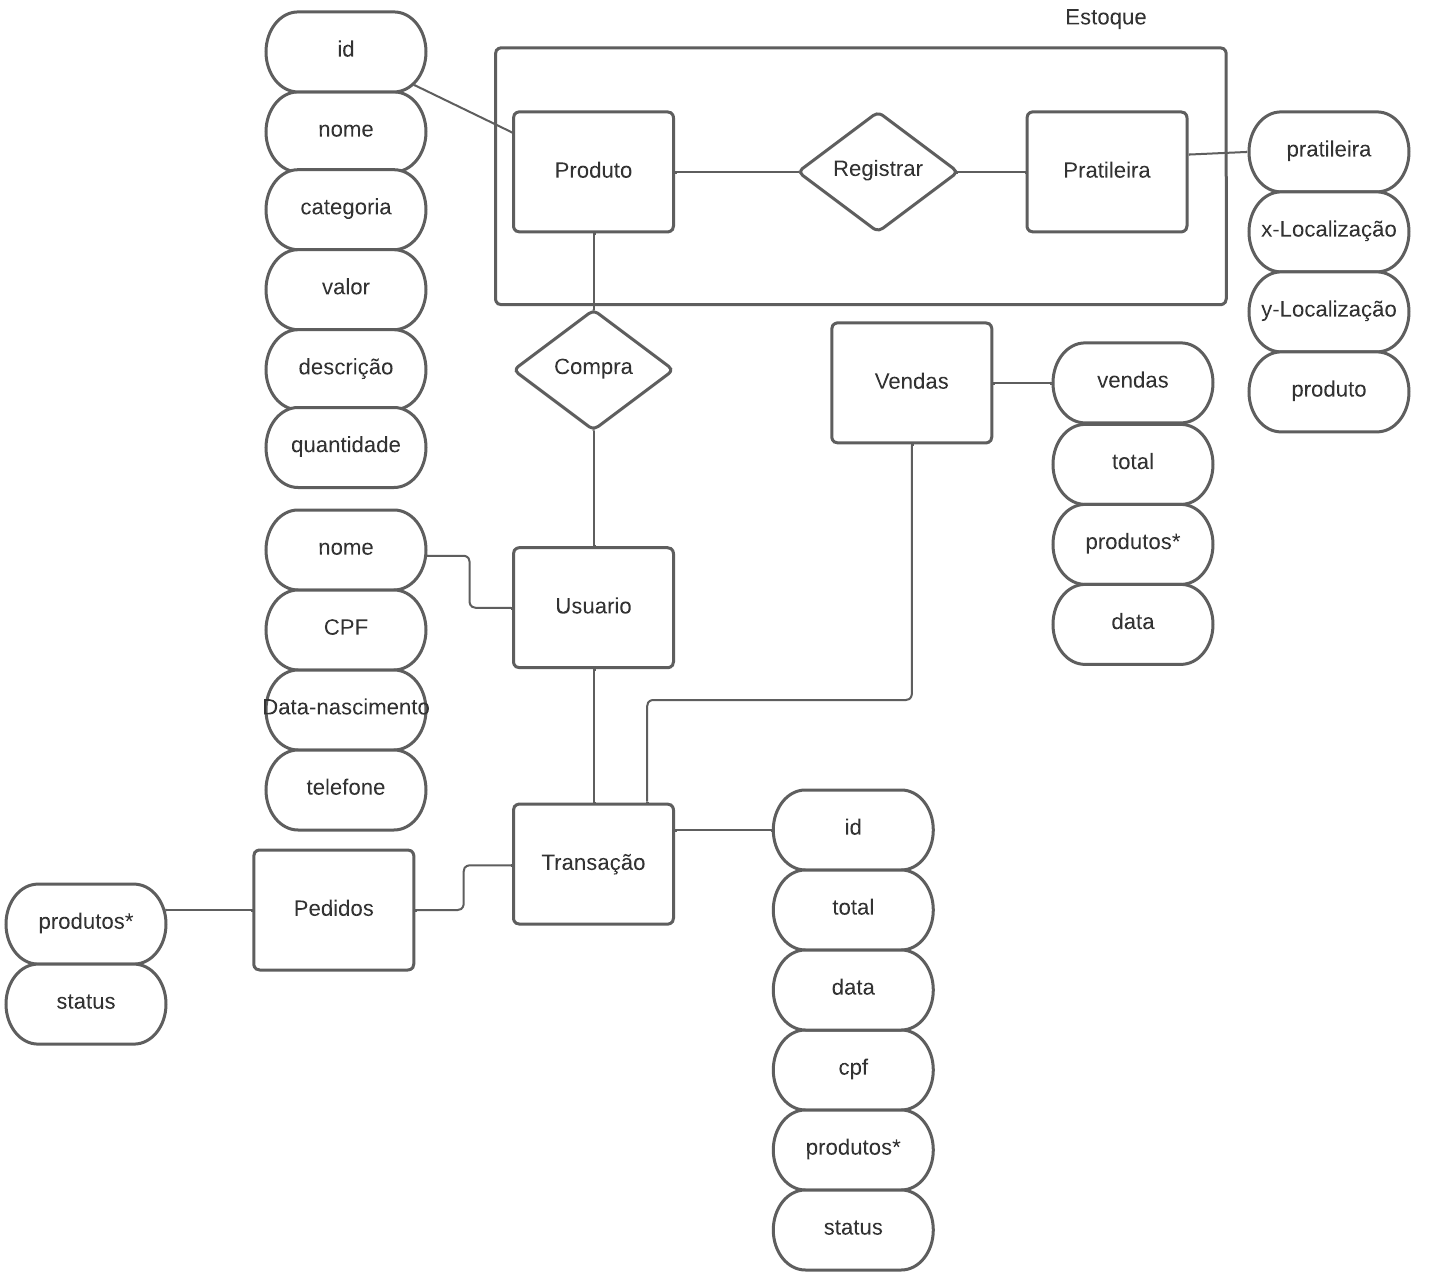 Estoque
id
nome
categoria
valor
descrição
quantidade
Produto
Registrar
Pratileira
pratileira
x-Localização
y-Localização
produto
Compra
Vendas
vendas
total
produtos*
data
nome
CPF
Data-nascimento
telefone
Usuario
Transação
Pedidos
produtos*
status
id
total
data
cpf
produtos*
status